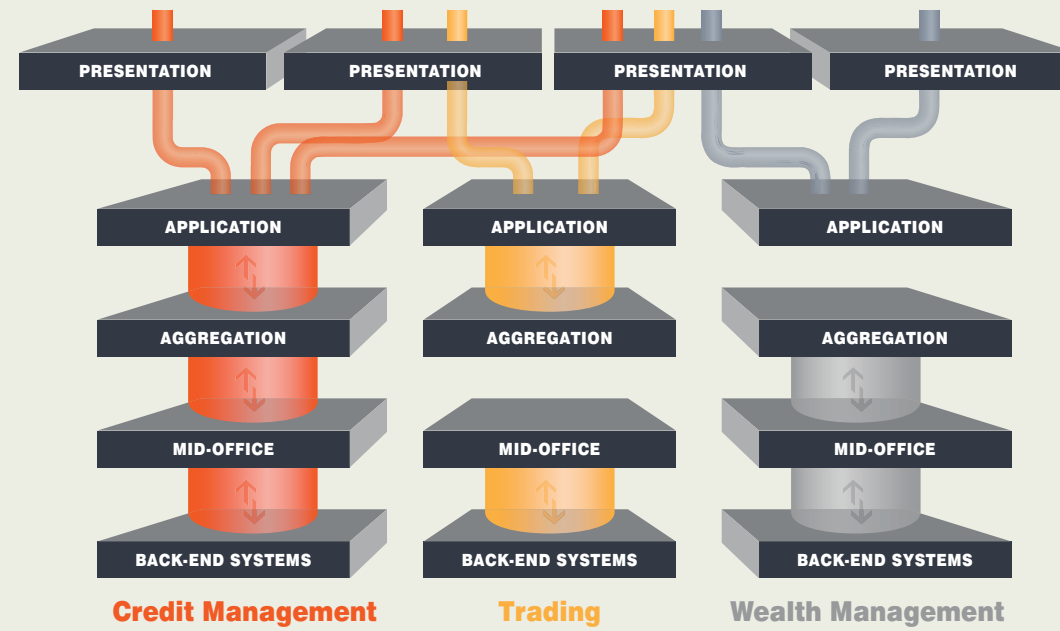 PRESENTATION
PRESENTATION
PRESENTATION
PRESENTATION
APPLICATION
APPLICATION
APPLICATION
AGGREGATION
AGGREGATION
AGGREGATION
MID-OFFICE
MID-OFFICE
MID-OFFICE
BACK-END SYSTEMS
BACK-END SYSTEMS
BACK-END SYSTEMS
Credit Management
Trading
Wealth Management